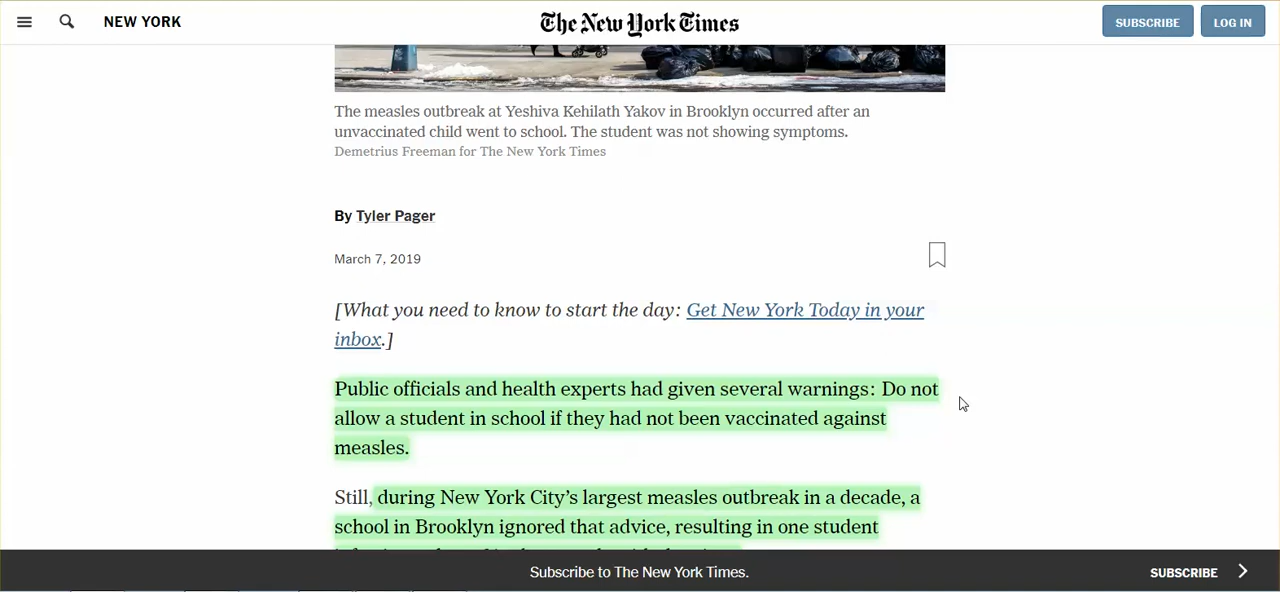 NEW YORK
The New York Times
SUBSCRIBE
LOG IN
The measles outbreak at Yeshiva Kehilath Yakov in Brooklyn occurred after an
unvaccinated child went to school. The student was not showing symptoms.
Demetrius Freeman for The New York Times
By Tyler Pager
March 7, 2019
[What you need to know to start the day: Get New York Today in your
inbox.]
Public officials and health experts had given several warnings: Do not
allow a student in school if they had not been vaccinated against
measles.
Still, during New York City’s largest measles outbreak in a decade, a
school in Brooklyn ignored that advice, resulting in one student
Subscribe to The New York Times.
SUBSCRIBE